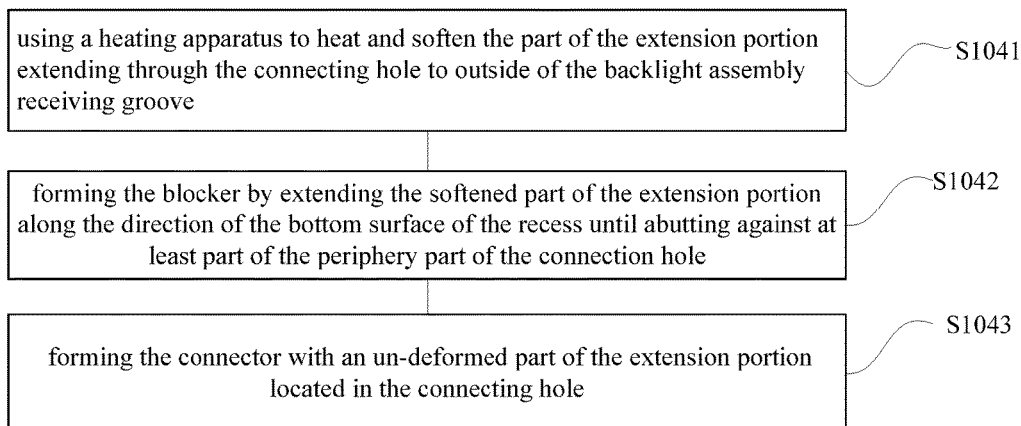 using a heating apparatus to heat and soften the part of the extension portion
extending through the connecting hole to outside of the backlight assembly
receiving groove
S1041
forming the blocker by extending the softened part of the extension portion
along the direction of the bottom surface of the recess until abutting against at
least part of the periphery part of the connection hole
S1042
forming the connector with an un-deformed part of the extension portion
located in the connecting hole
S1043